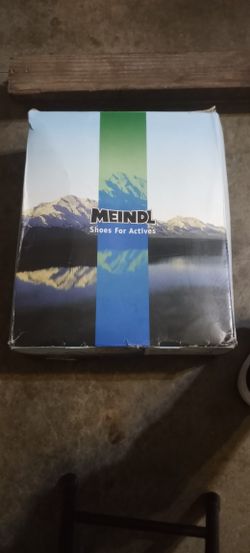 MEINDL
Shoes For Actives